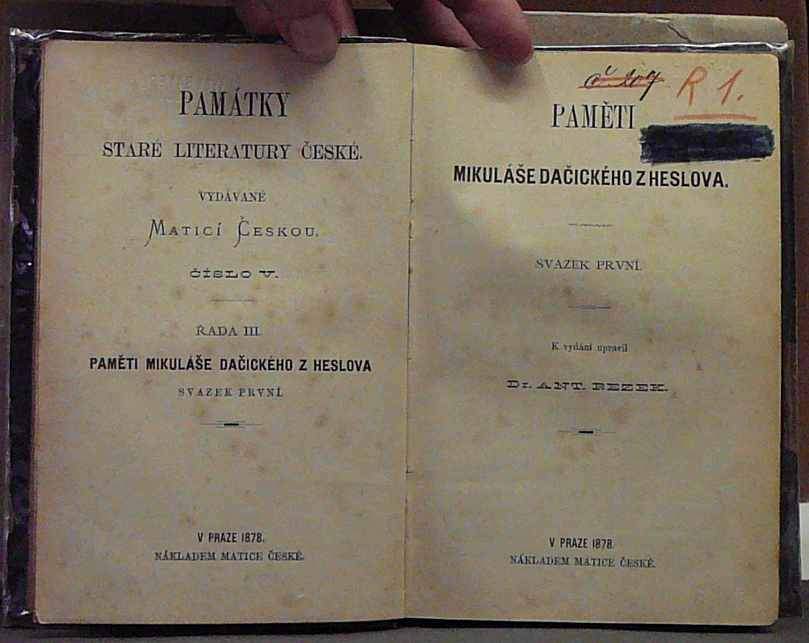 PAMÁTKY
STARÉ LITERATURY ČESKÉ.
VYDÁVANÉ
MATICÍ ČESKOU.
ČÍSLO V.
ŘADA III.
PAMĚTI MIKULÁŠE DAČICKÉHO Z HESLOVA
SVAZEK PRVNÍ.
V PRAZE 1878.
NÁKLADEM MATICE ČESKÉ.
R 1.
PAMĚTI
MIKULÁŠE DAČICKÉHO Z HESLOVA.
SVAZEK PRVNÍ.
K vydání upravil
DR. ANT. REZEK.
V PRAZE 1878.
NÁKLADEM MATICE ČESKÉ.